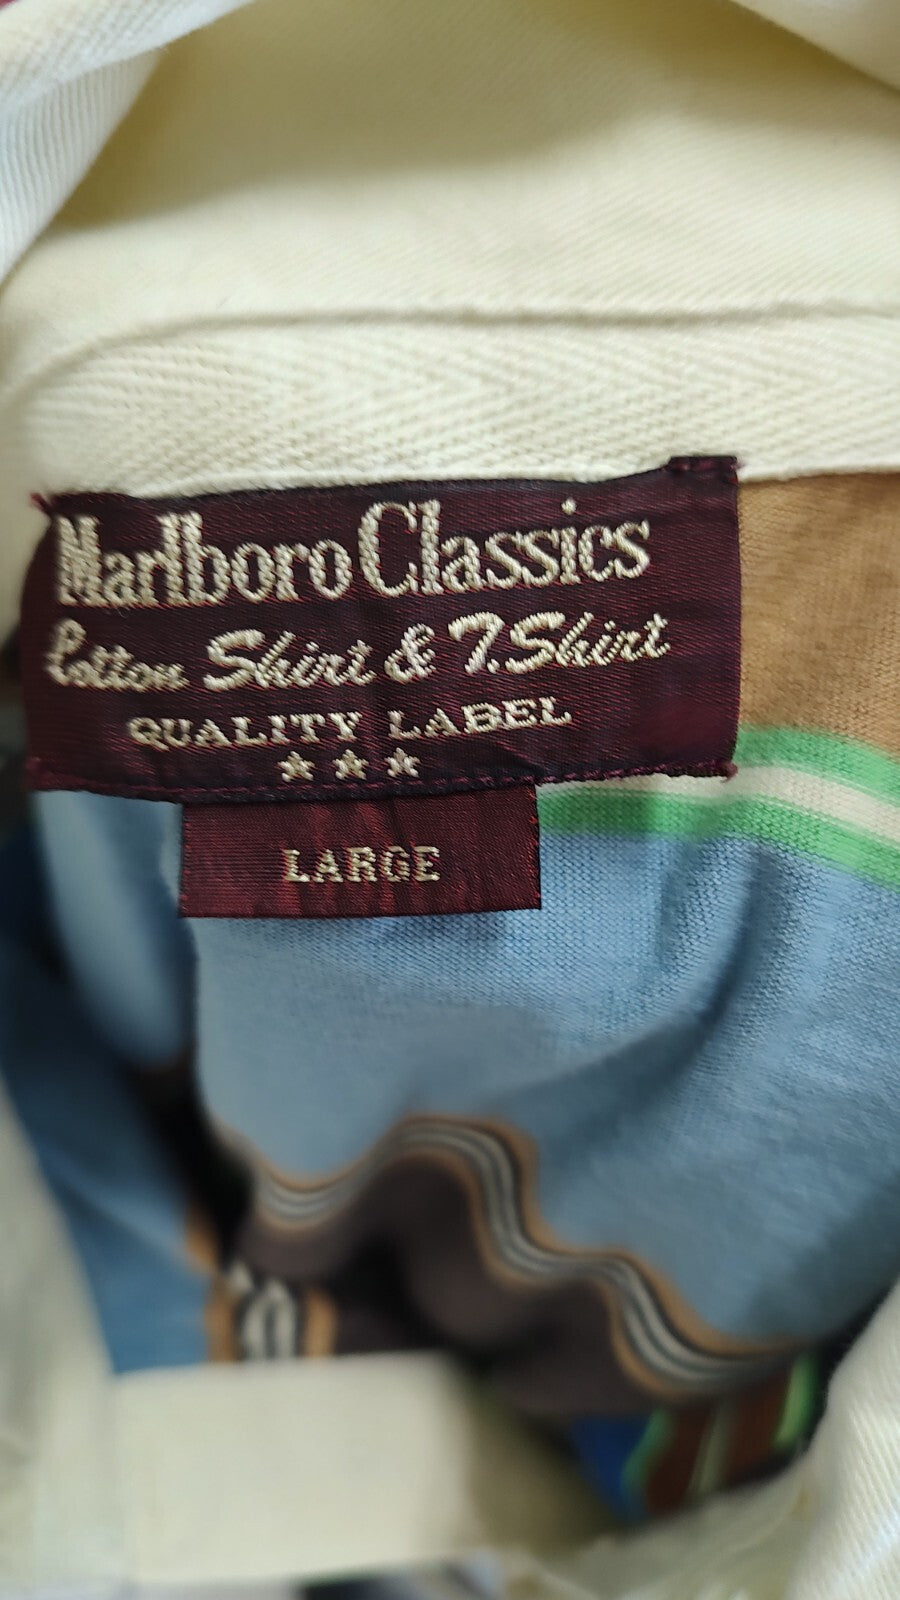 Marlboro Classics
Cotton Shirt & T.Shirt
QUALITY LABEL
LARGE